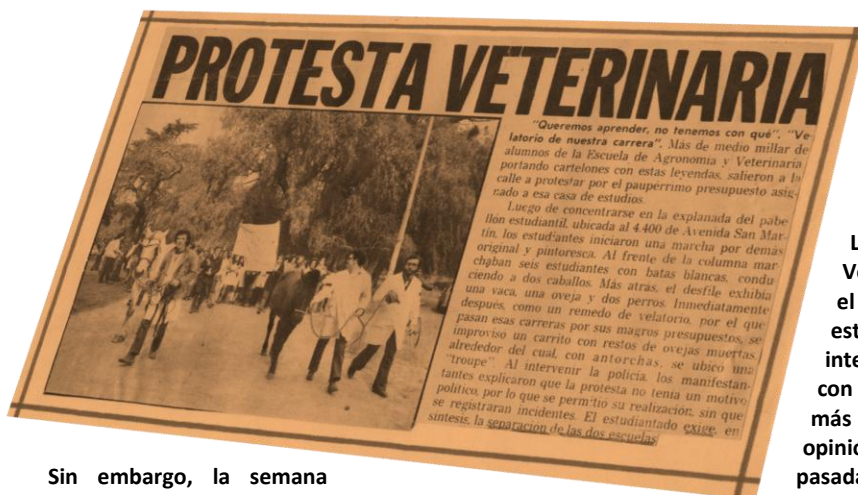 PROTESTA VETERINARIA
"Queremos aprender, no tenemos con qué". "Ve-
latorio de nuestra carrera". Más de medio millar de
alumnos de la Escuela de Agronomía y Veterinaria
portando cartelones con estas leyendas, salieron a la
calle a protestar por el paupérrimo presupuesto asig-
nado a esa casa de estudios.
Luego de concentrarse en la explanada del pabe-
llón estudiantil, ubicada al 4.400 de Avenida San Mar-
tín, los estudiantes iniciaron una marcha por demás
original y pintoresca. Al frente de la columna mar-
chaban seis estudiantes con batas blancas, condu
ciendo a dos caballos. Más atrás, el desfile exhibía
una vaca, una oveja y dos perros. Inmediatamente
después, como un remedo de velatorio, por el que
pasan esas carreras por sus magros presupuestos, se
improvisó un carrito con restos de ovejas muertas,
alrededor del cual, con antorchas, se ubicó una
"troupe". Al intervenir la policía, los manifestan-
tantes explicaron que la protesta no tenía un motivo
político, por lo que se permitió su realización, sin que
se registraran incidentes. El estudiantado exige, en
síntesis, la separación de las dos escuelas
Sin embargo, la semana
L
V
el
est
inte
con
más
opinio
pasada